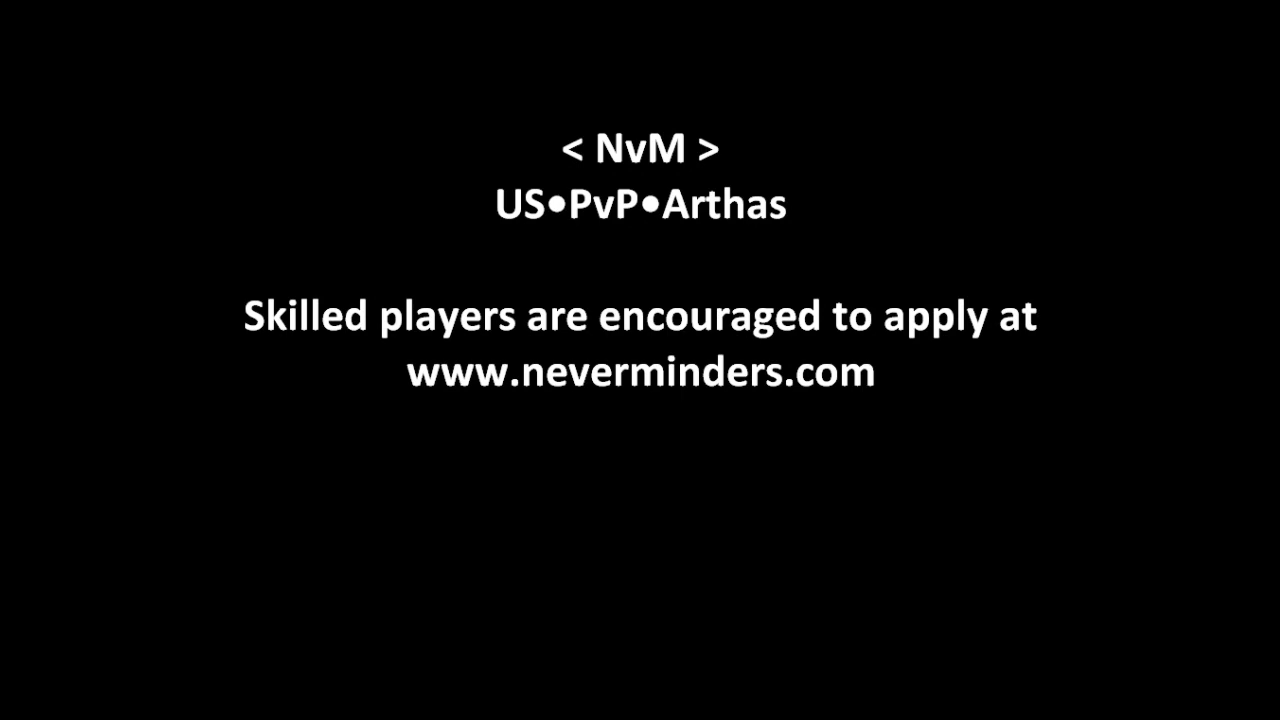 < NvM >
US•PvP•Arthas
Skilled players are encouraged to apply at
www.neverminders.com